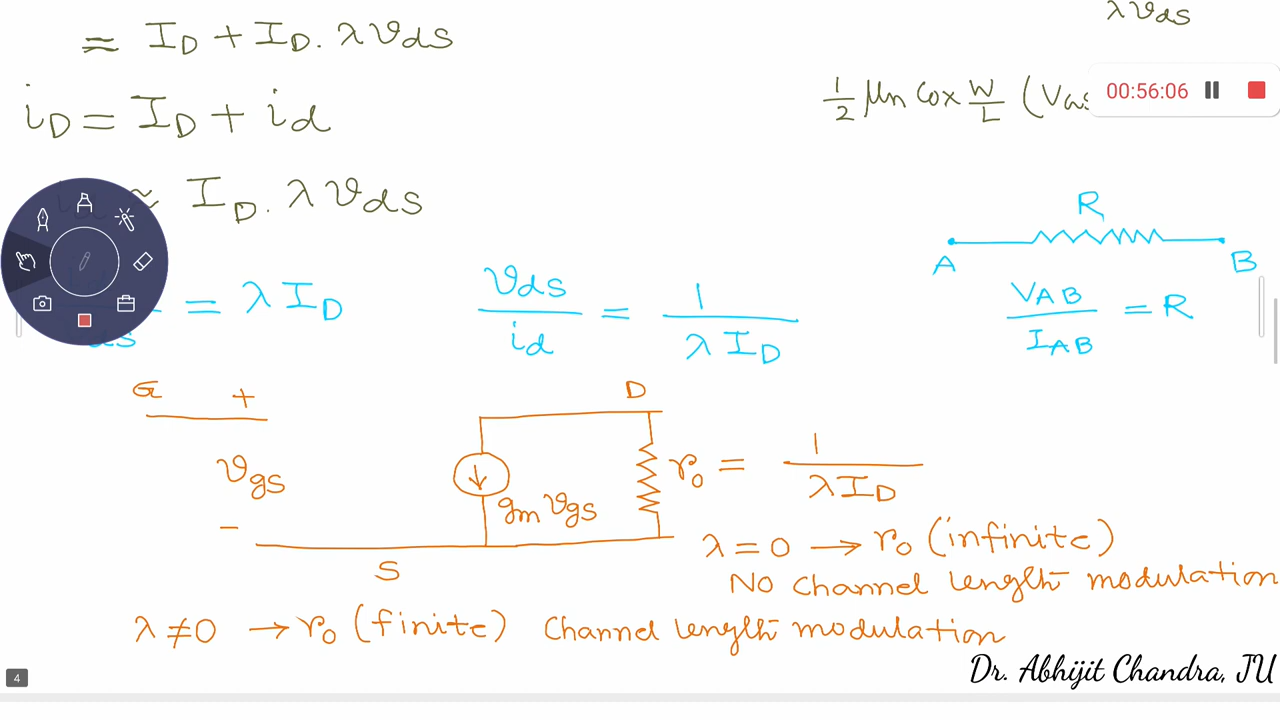 λ vds
≈ ID + ID. λ vds
iD = ID + id
1/2 μn Cox W/L (VGS
00:56:06
≈ ID. λ vds
R
A B
= λ ID
vds/id = 1/(λ ID)
VAB/IAB = R
ds
G + D
vgs
gm vgs
r0 = 1/(λ ID)
−
S
λ = 0 → r0 (infinite)
No channel length modulation
λ ≠ 0 → r0 (finite) Channel length modulation
4
Dr. Abhijit Chandra, JU